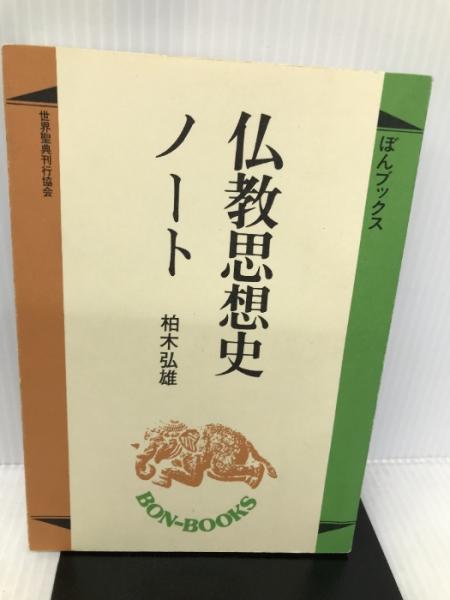 ぼんブックス
仏教思想史
ノート
柏木弘雄
世界聖典刊行協会
BON-BOOKS